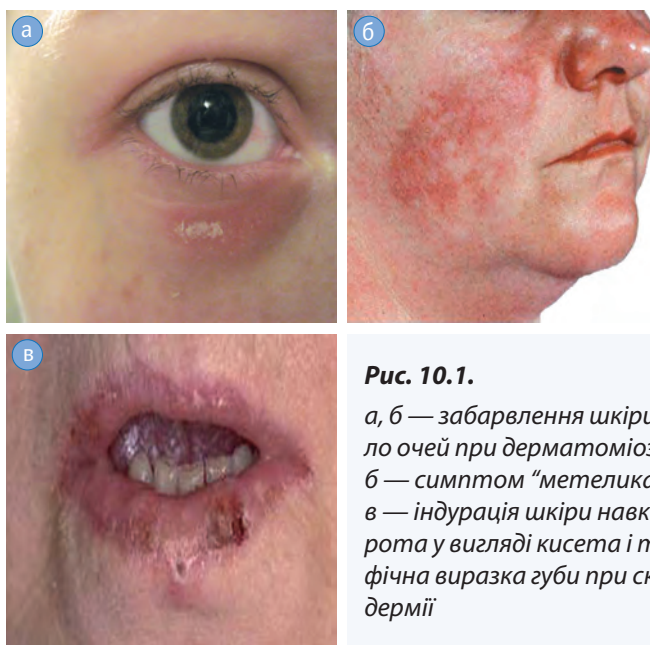 а
б
в
Рис. 10.1.
а, б — забарвлення шкіри
ло очей при дерматоміоз
б — симптом “метелика
в — індурація шкіри навк
рота у вигляді кисета і т
фічна виразка губи при ск
дермії